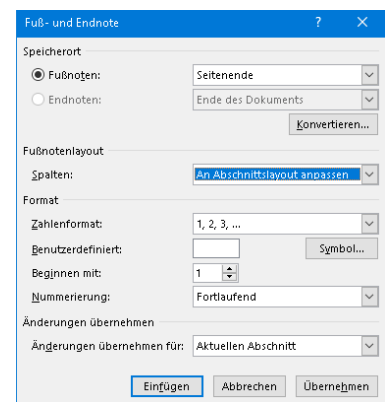 Fuß- und Endnote ? ×
Speicherort
Fußnoten: Seitenende
Endnoten: Ende des Dokuments
Konvertieren...
Fußnotenlayout
Spalten: An Abschnittslayout anpassen
Format
Zahlenformat: 1, 2, 3, ...
Benutzerdefiniert: Symbol...
Beginnen mit: 1
Nummerierung: Fortlaufend
Änderungen übernehmen
Änderungen übernehmen für: Aktuellen Abschnitt
Einfügen Abbrechen Übernehmen